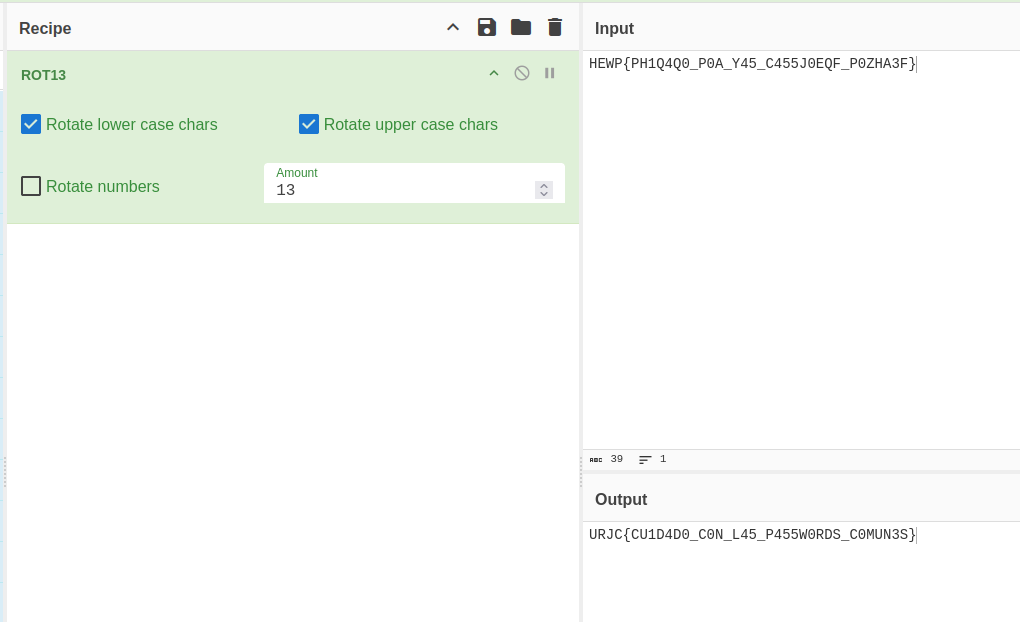 Recipe
ROT13
Rotate lower case chars
Rotate upper case chars
Rotate numbers
Amount
13
Input
HEWP{PH1Q4Q0_P0A_Y45_C455J0EQF_P0ZHA3F}
ABC 39 1
Output
URJC{CU1D4D0_C0N_L45_P455W0RDS_C0MUN3S}